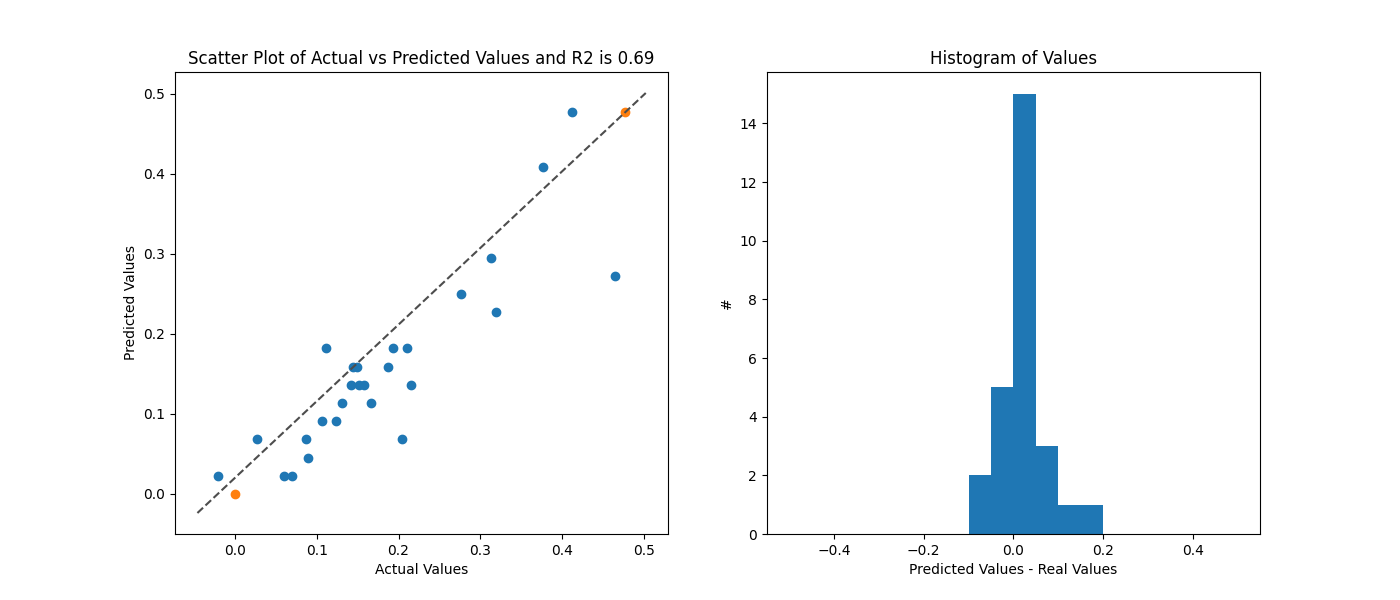 Scatter Plot of Actual vs Predicted Values and R2 is 0.69
Predicted Values
0.5
0.4
0.3
0.2
0.1
0.0
0.0 0.1 0.2 0.3 0.4 0.5
Actual Values
Histogram of Values
#
14
12
10
8
6
4
2
0
−0.4 −0.2 0.0 0.2 0.4
Predicted Values - Real Values